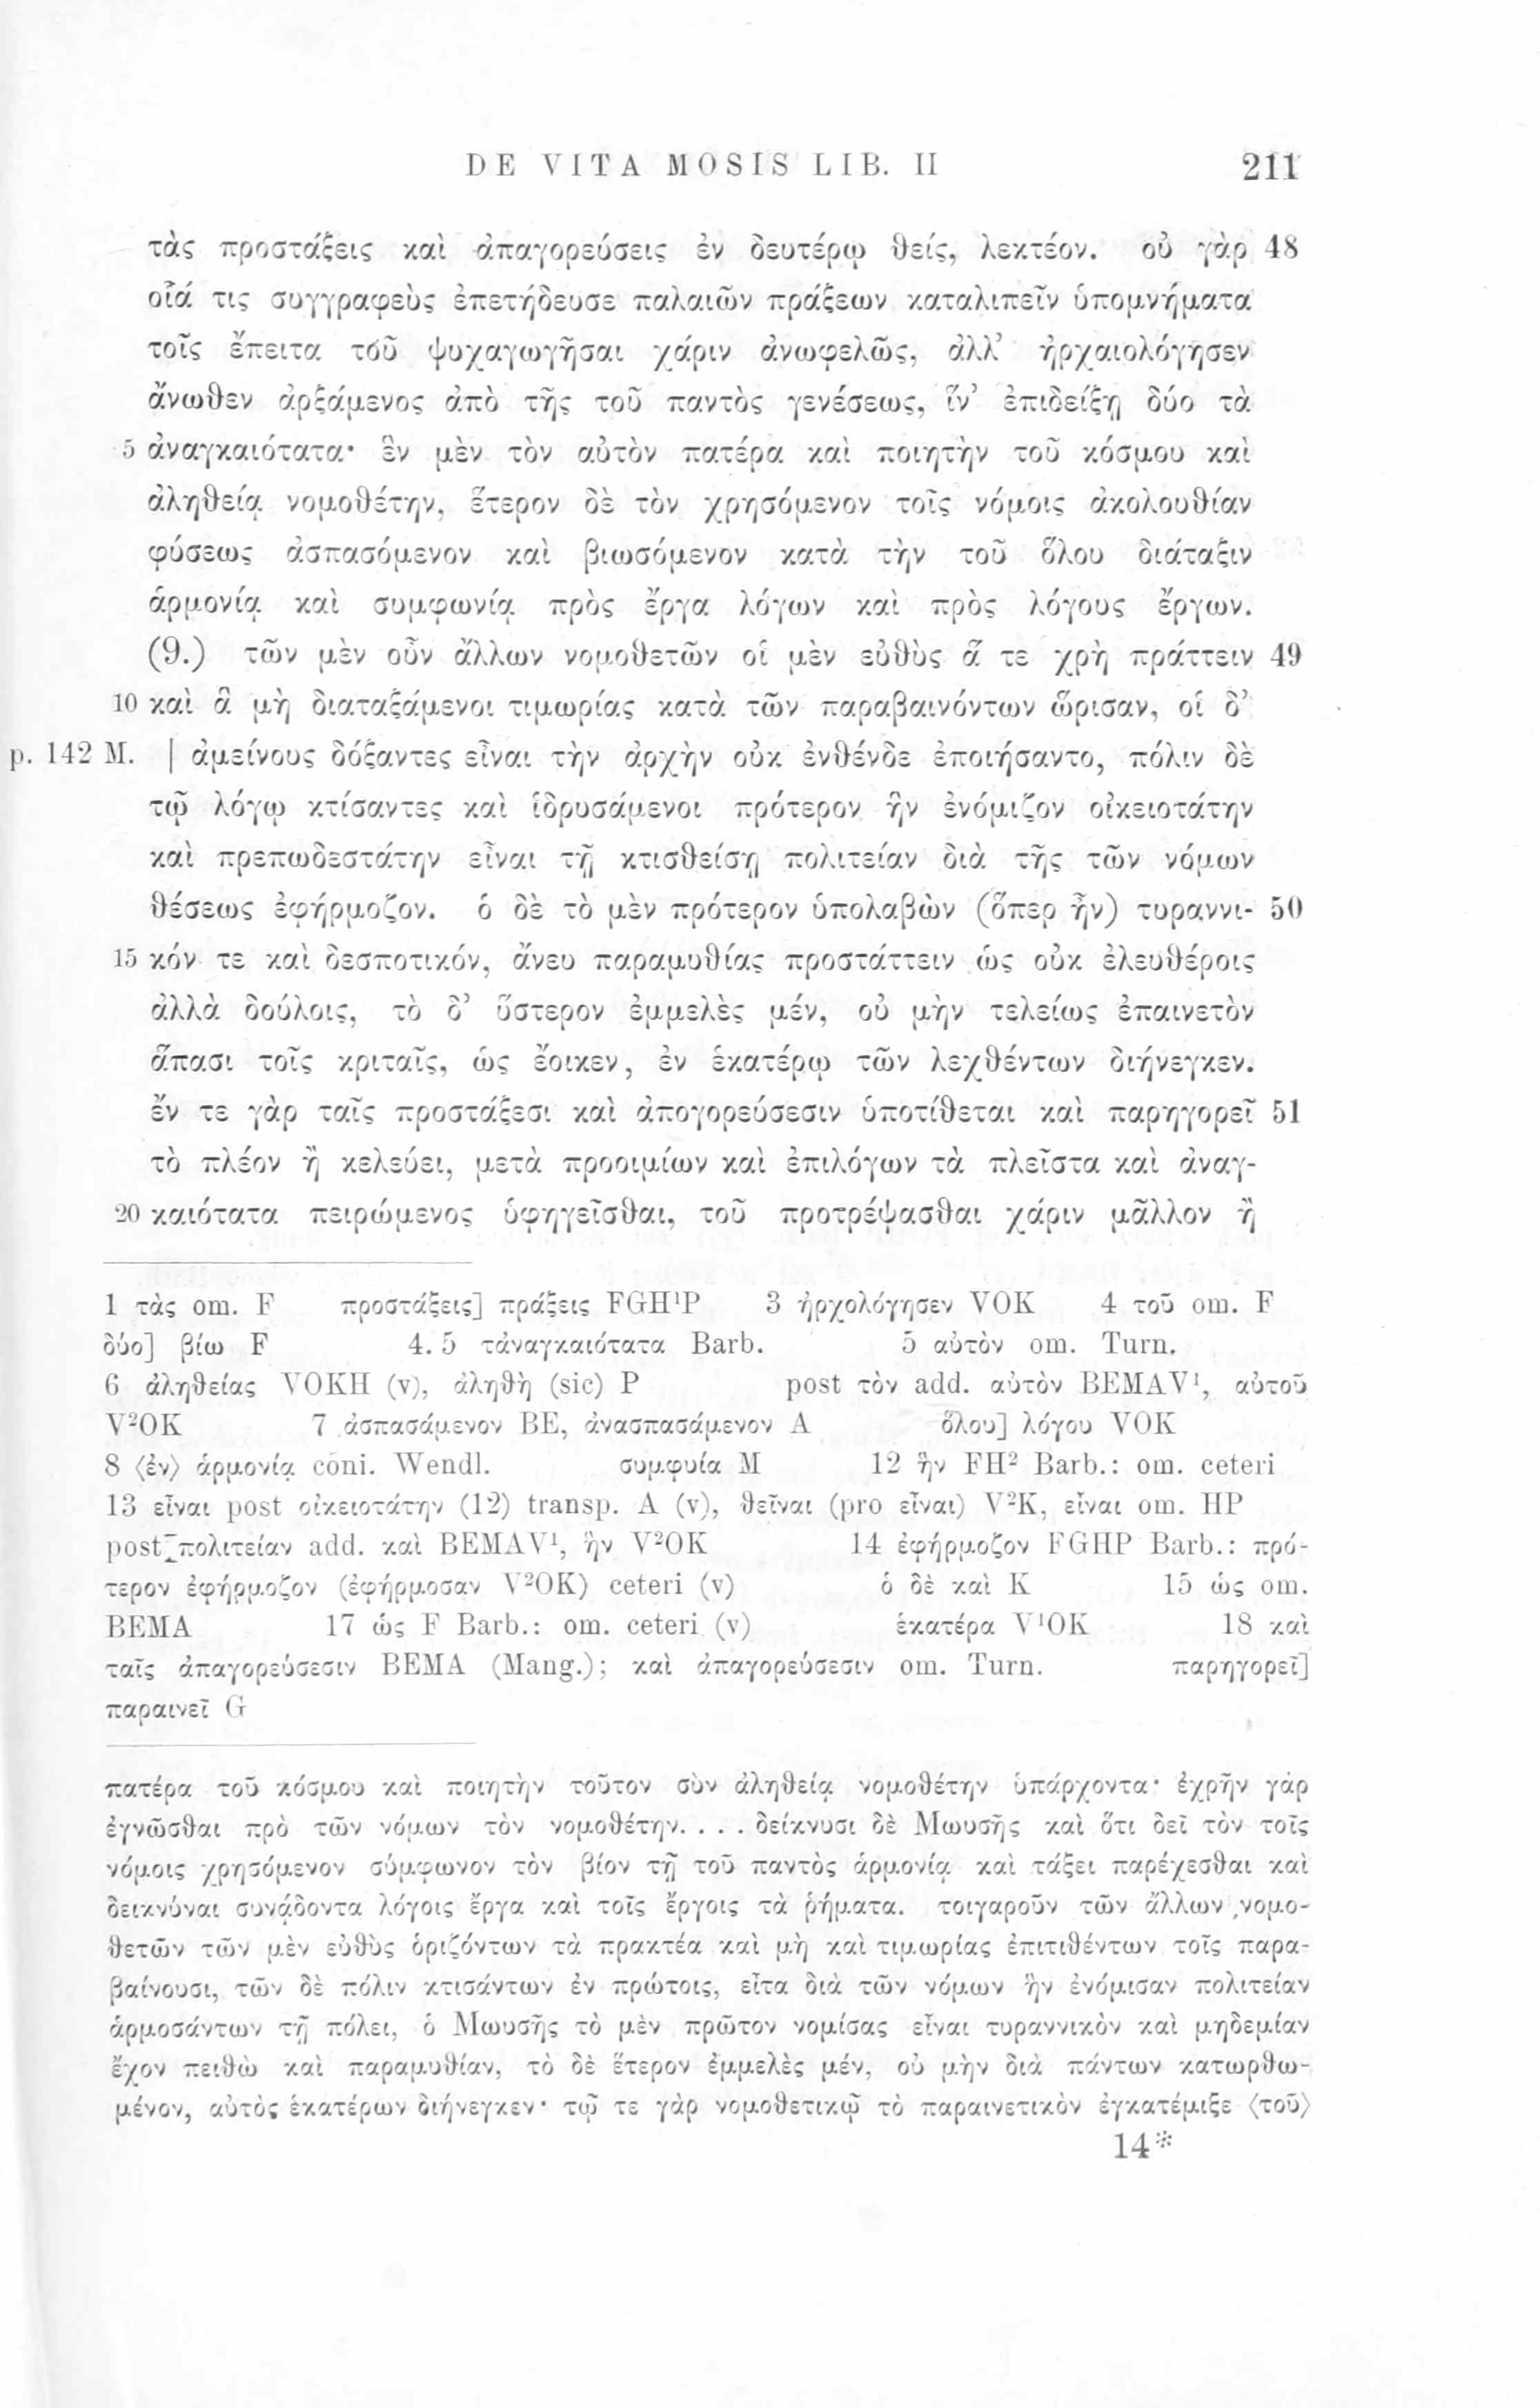 DE VITA MOSIS LIB. II 211
τὰς προστάξεις καὶ ἀπαγορεύσεις ἐν δευτέρῳ θείς, λεκτέον. οὐ γὰρ 48
οἷά τις συγγραφεὺς ἐπετήδευσε παλαιῶν πράξεων καταλιπεῖν ὑπομνήματα
τοῖς ἔπειτα τοῦ ψυχαγωγῆσαι χάριν ἀνωφελῶς, ἀλλ’ ἠρχαιολόγησεν
ἄνωθεν ἀρξάμενος ἀπὸ τῆς τοῦ παντὸς γενέσεως, ἵν’ ἐπιδείξῃ δύο τὰ
5 ἀναγκαιότατα· ἓν μὲν τὸν αὐτὸν πατέρα καὶ ποιητὴν τοῦ κόσμου καὶ
ἀληθείᾳ νομοθέτην, ἕτερον δὲ τὸν χρησόμενον τοῖς νόμοις ἀκολουθίαν
φύσεως ἀσπασόμενον καὶ βιωσόμενον κατὰ τὴν τοῦ ὅλου διάταξιν
ἁρμονίᾳ καὶ συμφωνίᾳ πρὸς ἔργα λόγων καὶ πρὸς λόγους ἔργων.
(9.) τῶν μὲν οὖν ἄλλων νομοθετῶν οἱ μὲν εὐθὺς ἅ τε χρὴ πράττειν 49
10 καὶ ἃ μὴ διαταξάμενοι τιμωρίας κατὰ τῶν παραβαινόντων ὥρισαν, οἱ δ’
p. 142 M. | ἀμείνους δόξαντες εἶναι τὴν ἀρχὴν οὐκ ἐνθένδε ἐποιήσαντο, πόλιν δὲ
τῷ λόγῳ κτίσαντες καὶ ἱδρυσάμενοι πρότερον ἣν ἐνόμιζον οἰκειοτάτην
καὶ πρεπωδεστάτην εἶναι τῇ κτισθείσῃ πολιτείαν διὰ τῆς τῶν νόμων
θέσεως ἐφήρμοζον. ὁ δὲ τὸ μὲν πρότερον ὑπολαβὼν (ὅπερ ἦν) τυραννι- 50
15 κόν τε καὶ δεσποτικόν, ἄνευ παραμυθίας προστάττειν ὡς οὐκ ἐλευθέροις
ἀλλὰ δούλοις, τὸ δ’ ὕστερον ἐμμελὲς μέν, οὐ μὴν τελείως ἐπαινετὸν
ἅπασι τοῖς κριταῖς, ὡς ἔοικεν, ἐν ἑκατέρῳ τῶν λεχθέντων διήνεγκεν.
ἔν τε γὰρ ταῖς προστάξεσι καὶ ἀπογορεύσεσιν ὑποτίθεται καὶ παρηγορεῖ 51
τὸ πλέον ἢ κελεύει, μετὰ προοιμίων καὶ ἐπιλόγων τὰ πλεῖστα καὶ ἀναγ-
20 καιότατα πειρώμενος ὑφηγεῖσθαι, τοῦ προτρέψασθαι χάριν μᾶλλον ἢ
1 τὰς om. F προστάξεις] πράξεις FGH¹P 3 ἠρχολόγησεν VOK 4 τοῦ om. F
δύο] βίω F 4. 5 τἀναγκαιότατα Barb. 5 αὐτὸν om. Turn.
6 ἀληθείας VOKH (v), ἀληθὴ (sic) P post τὸν add. αὐτὸν BEMAV¹, αὐτοῦ
V²OK 7 ἀσπασάμενον BE, ἀνασπασάμενον A ὅλου] λόγου VOK
8 ⟨ἐν⟩ ἁρμονίᾳ coni. Wendl. συμφυία M 12 ἣν FH² Barb.: om. ceteri
13 εἶναι post οἰκειοτάτην (12) transp. A (v), θεῖναι (pro εἶναι) V²K, εἶναι om. HP
post πολιτείαν add. καὶ BEMAV¹, ἣν V²OK 14 ἐφήρμοζον FGHP Barb.: πρό-
τερον ἐφήρμοζον (ἐφήρμοσαν V²OK) ceteri (v) ὁ δὲ καὶ K 15 ὡς om.
BEMA 17 ὡς F Barb.: om. ceteri (v) ἑκατέρα V¹OK 18 καὶ
ταῖς ἀπαγορεύσεσιν BEMA (Mang.); καὶ ἀπαγορεύσεσιν om. Turn. παρηγορεῖ]
παραινεῖ G
πατέρα τοῦ κόσμου καὶ ποιητὴν τοῦτον σὺν ἀληθείᾳ νομοθέτην ὑπάρχοντα· ἐχρῆν γὰρ
ἐγνῶσθαι πρὸ τῶν νόμων τὸν νομοθέτην. . . . δείκνυσι δὲ Μωυσῆς καὶ ὅτι δεῖ τὸν τοῖς
νόμοις χρησόμενον σύμφωνον τὸν βίον τῇ τοῦ παντὸς ἁρμονίᾳ καὶ τάξει παρέχεσθαι καὶ
δεικνύναι συνᾴδοντα λόγοις ἔργα καὶ τοῖς ἔργοις τὰ ῥήματα. τοιγαροῦν τῶν ἄλλων νομο-
θετῶν τῶν μὲν εὐθὺς ὁριζόντων τὰ πρακτέα καὶ μὴ καὶ τιμωρίας ἐπιτιθέντων τοῖς παρα-
βαίνουσι, τῶν δὲ πόλιν κτισάντων ἐν πρώτοις, εἶτα διὰ τῶν νόμων ἣν ἐνόμισαν πολιτείαν
ἁρμοσάντων τῇ πόλει, ὁ Μωυσῆς τὸ μὲν πρῶτον νομίσας εἶναι τυραννικὸν καὶ μηδεμίαν
ἔχον πειθὼ καὶ παραμυθίαν, τὸ δὲ ἕτερον ἐμμελὲς μέν, οὐ μὴν διὰ πάντων κατωρθω-
μένον, αὐτὸς ἑκατέρων διήνεγκεν· τῷ τε γὰρ νομοθετικῷ τὸ παραινετικὸν ἐγκατέμιξε ⟨τοῦ⟩
14*